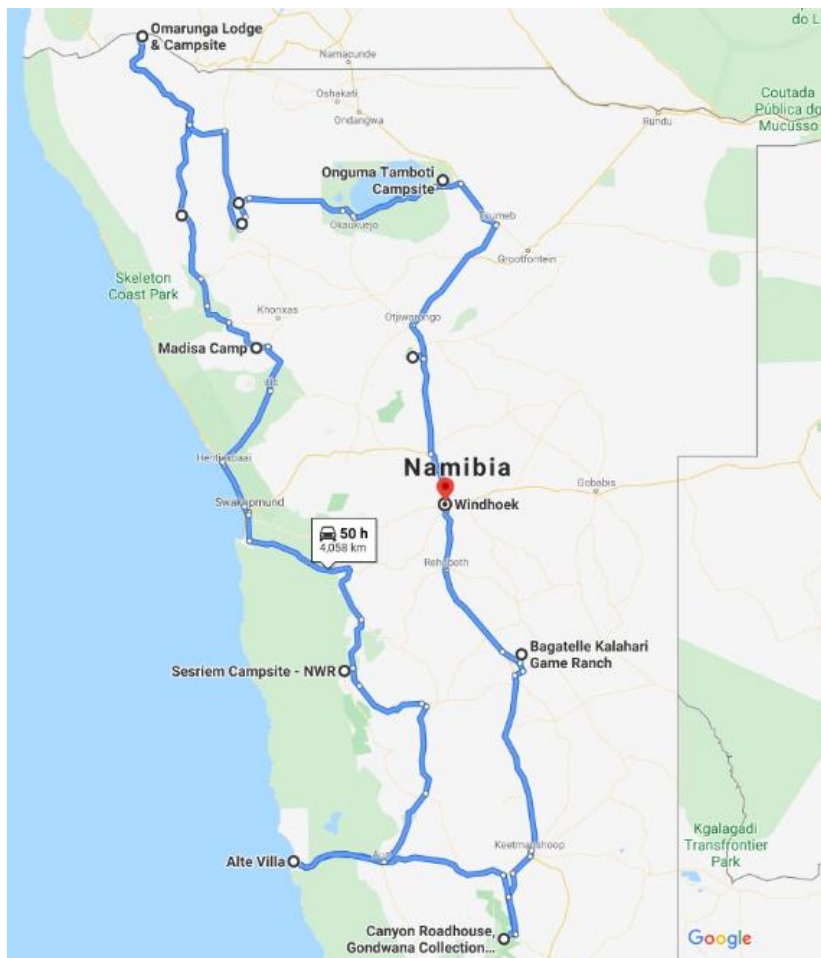 do L
Omarunga Lodge
& Campsite
Namacunde
Oshakati
Ondangwa
Coutada
Pública do
Mucusso
Rundu
Onguma Tamboti
Campsite
Tsumeb
Okaukuejo
Grootfontein
Skeleton
Coast Park
Khorixas
Otjiwarongo
Madisa Camp
Uis
Hentiesbaai
Namibia
Gobabis
Swakopmund
Windhoek
50 h
4,058 km
Rehoboth
Bagatelle Kalahari
Game Ranch
Sesriem Campsite - NWR
Keetmanshoop
Kgalagadi
Transfrontier
Park
Alte Villa
Aus
Canyon Roadhouse,
Gondwana Collection...
Google